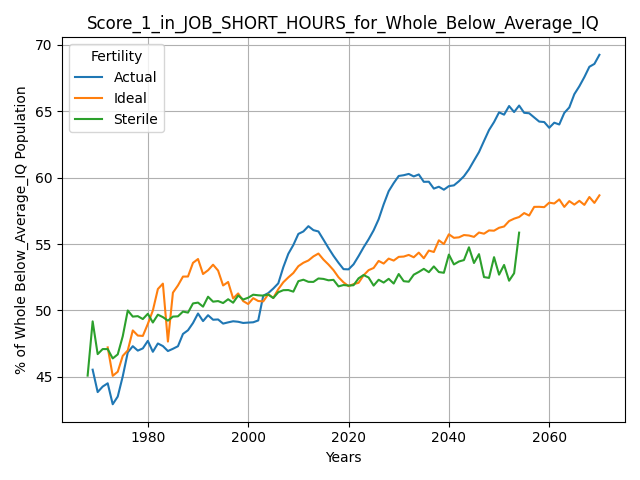 Score_1_in_JOB_SHORT_HOURS_for_Whole_Below_Average_IQ
% of Whole Below_Average_IQ Population
70
65
60
55
50
45
Fertility
Actual
Ideal
Sterile
1980 2000 2020 2040 2060
Years